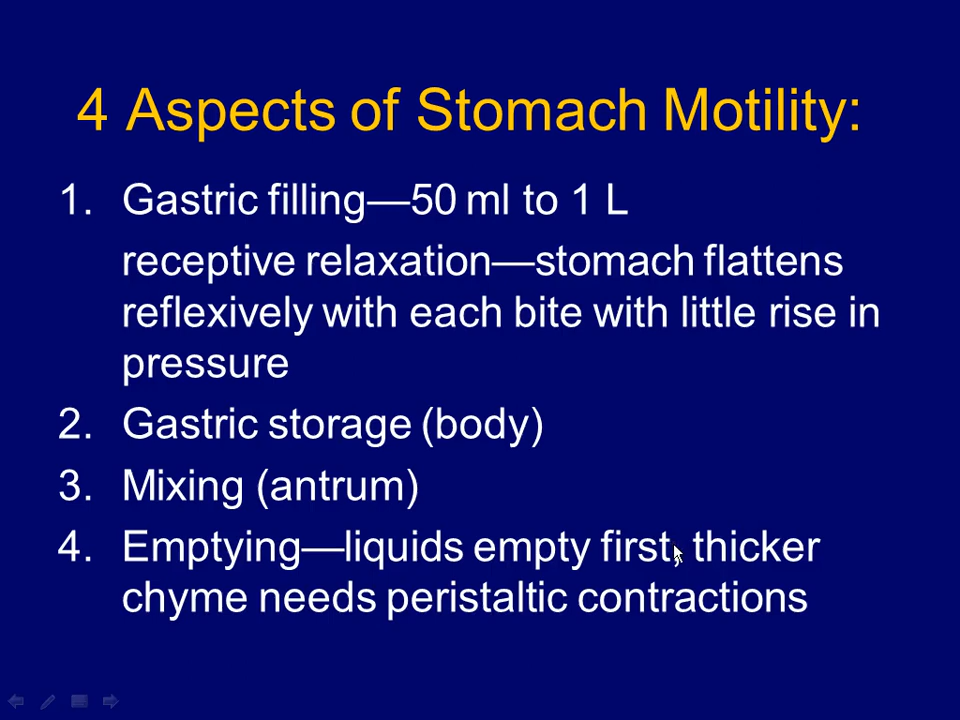 4 Aspects of Stomach Motility:
1. Gastric filling—50 ml to 1 L
receptive relaxation—stomach flattens
reflexively with each bite with little rise in
pressure
2. Gastric storage (body)
3. Mixing (antrum)
4. Emptying—liquids empty first, thicker
chyme needs peristaltic contractions